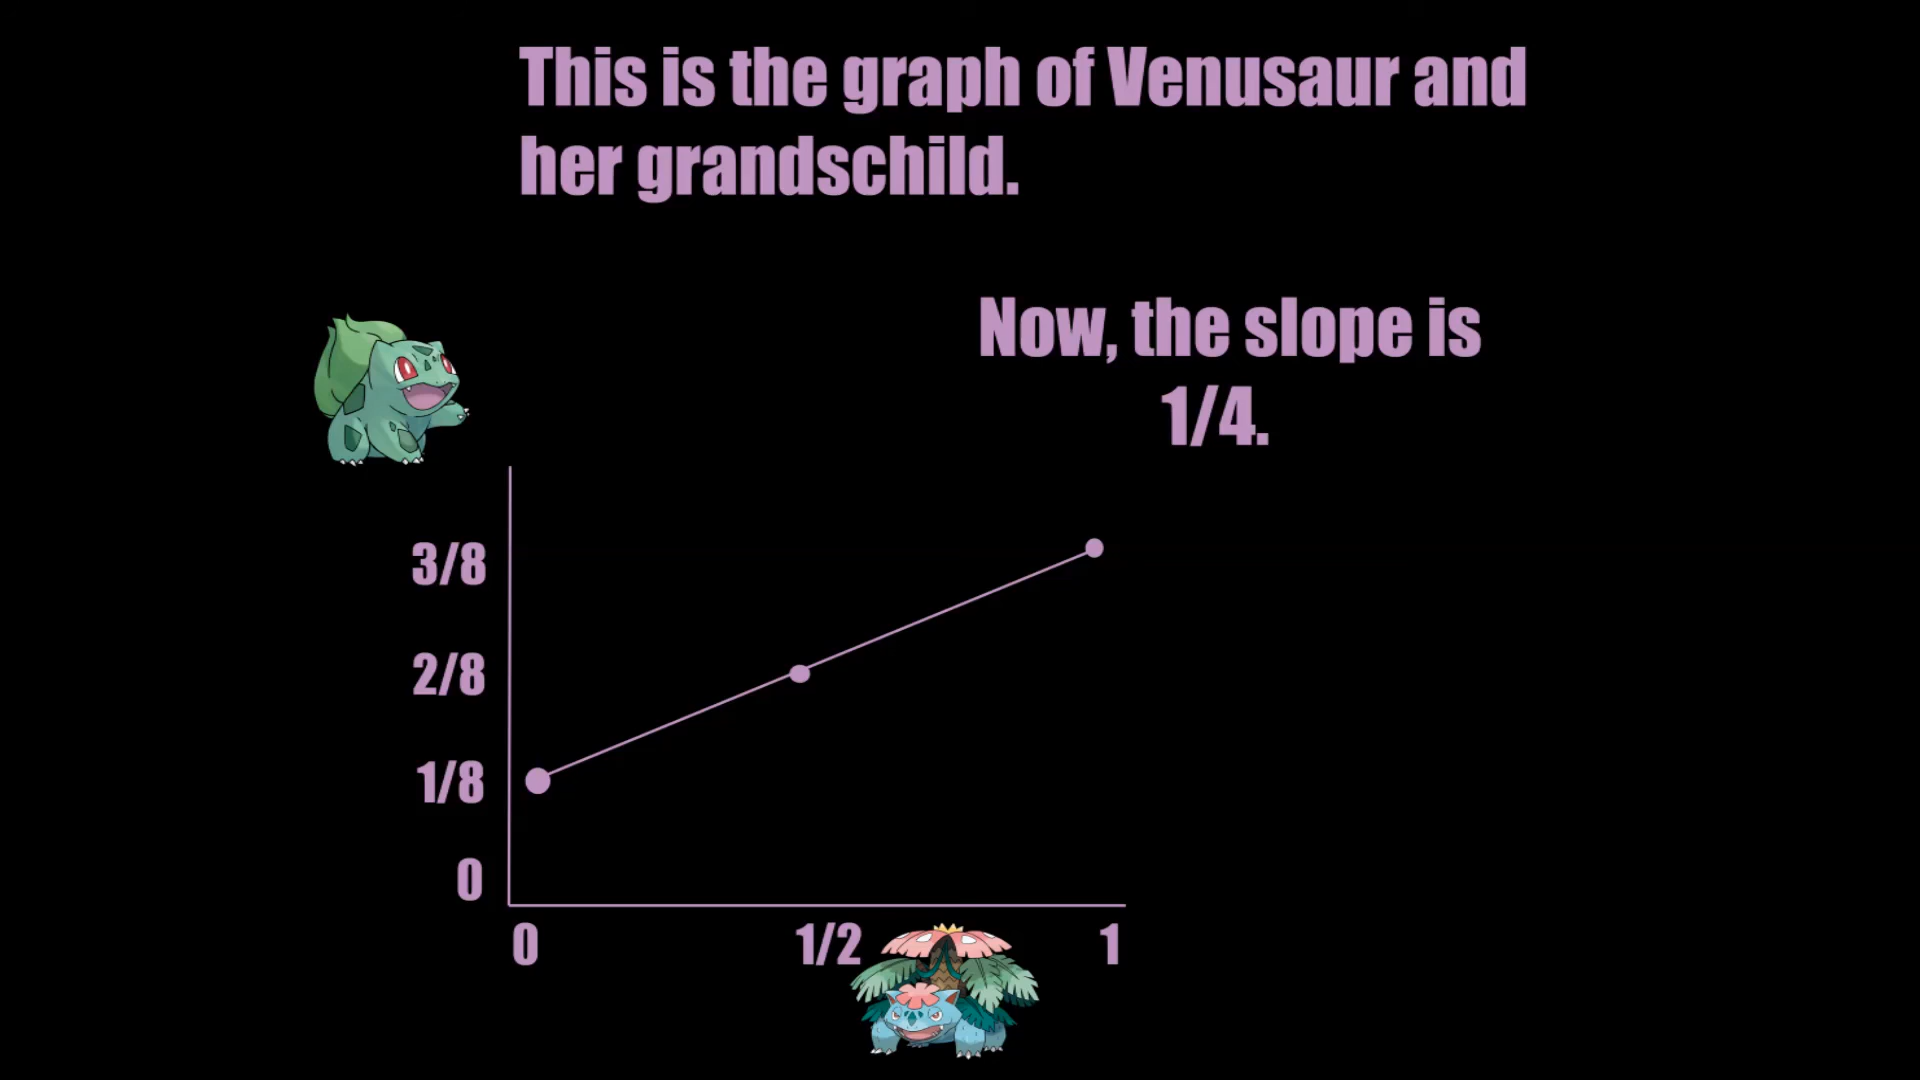 This is the graph of Venusaur and
her grandschild.
Now, the slope is
1/4.
3/8
2/8
1/8
0
0 1/2 1